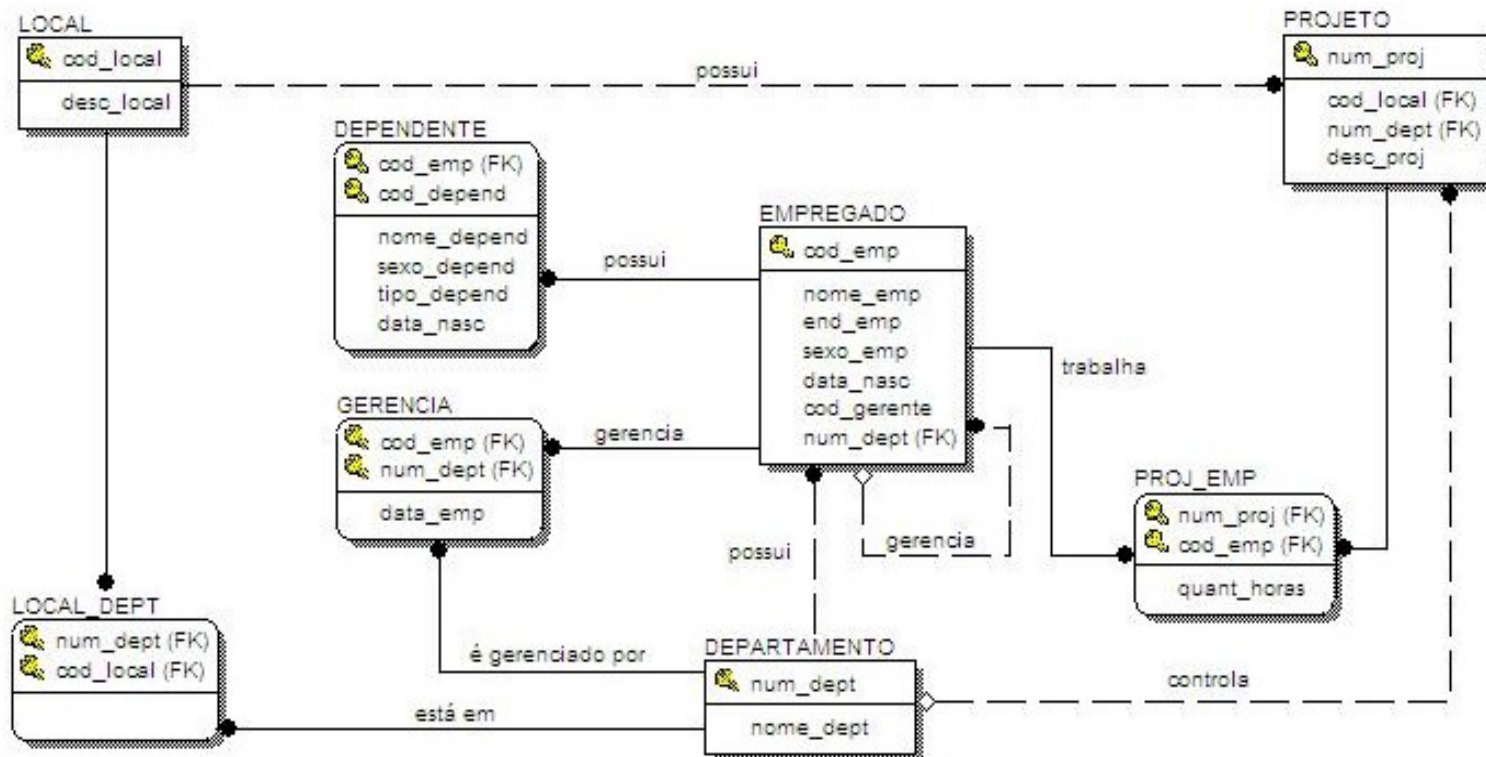 LOCAL
cod_local
desc_local
possui
PROJETO
num_proj
cod_local (FK)
num_dept (FK)
desc_proj
DEPENDENTE
cod_emp (FK)
cod_depend
nome_depend
sexo_depend
tipo_depend
data_nasc
possui
EMPREGADO
cod_emp
nome_emp
end_emp
sexo_emp
data_nasc
cod_gerente
num_dept (FK)
trabalha
GERENCIA
cod_emp (FK)
num_dept (FK)
data_emp
gerencia
gerencia
possui
PROJ_EMP
num_proj (FK)
cod_emp (FK)
quant_horas
LOCAL_DEPT
num_dept (FK)
cod_local (FK)
é gerenciado por
está em
DEPARTAMENTO
num_dept
nome_dept
controla